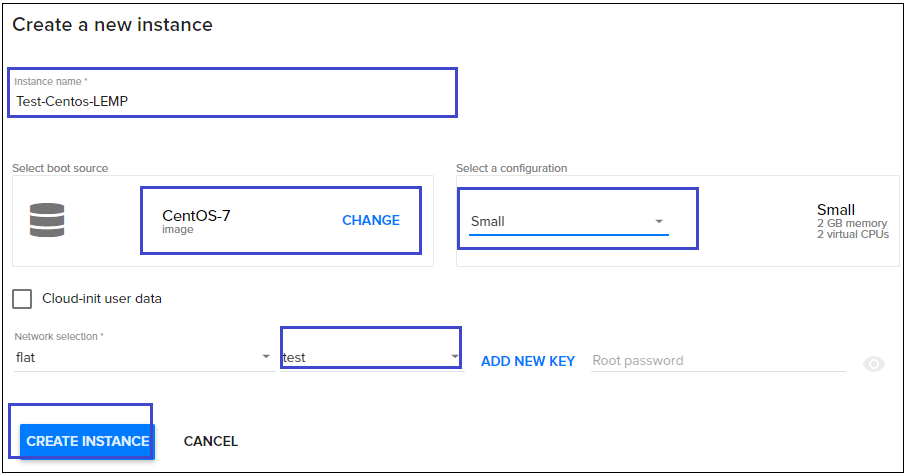 Create a new instance
Instance name *
Test-Centos-LEMP
Select boot source
Select a configuration
CentOS-7
image
CHANGE
Small
Small
2 GB memory
2 virtual CPUs
Cloud-init user data
Network selection *
flat
test
ADD NEW KEY
Root password
CREATE INSTANCE
CANCEL